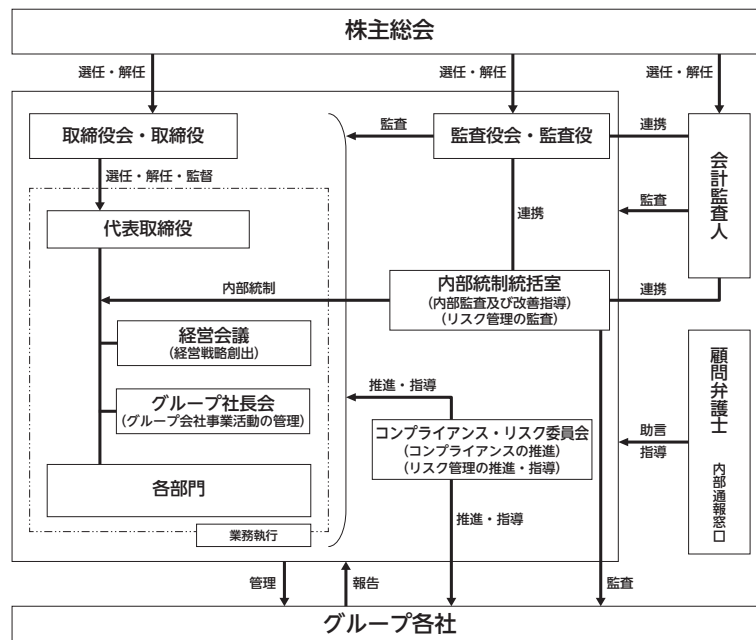 株主総会
選任・解任
選任・解任
選任・解任
取締役会・取締役
監査
監査役会・監査役
連携
会計監査人
選任・解任・監督
監査
連携
代表取締役
内部統制
内部統制統括室
(内部監査及び改善指導)
(リスク管理の監査)
連携
経営会議
(経営戦略創出)
グループ社長会
(グループ会社事業活動の管理)
推進・指導
コンプライアンス・リスク委員会
(コンプライアンスの推進)
(リスク管理の推進・指導)
助言
指導
顧問弁護士
内部通報窓口
各部門
業務執行
推進・指導
管理
報告
監査
グループ各社